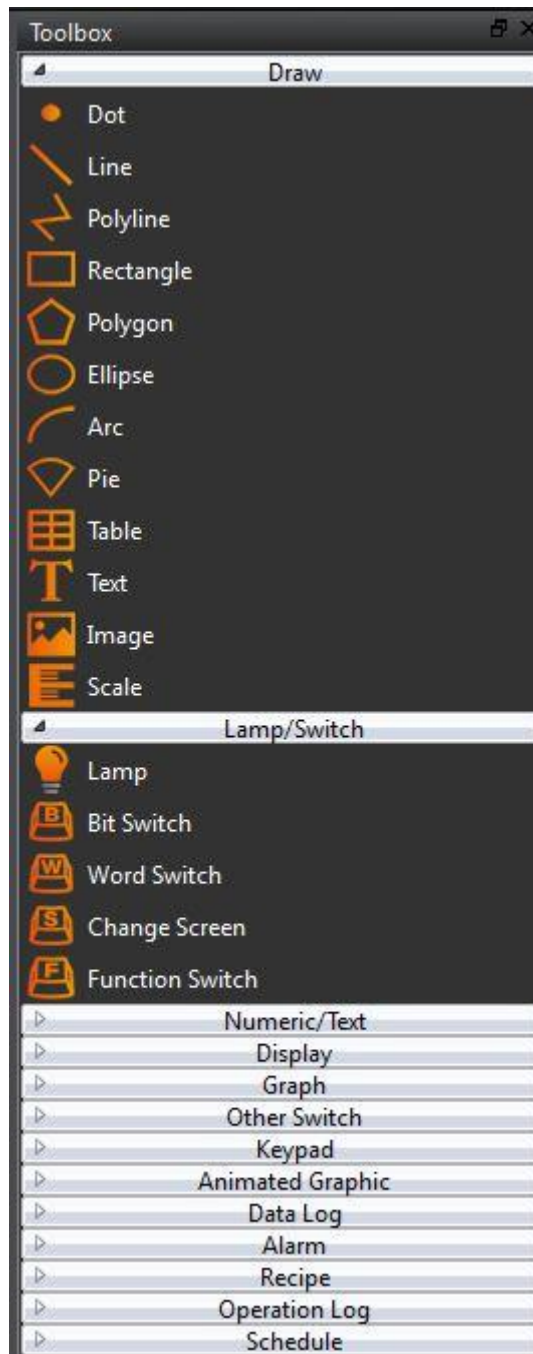 Toolbox
Draw
Dot
Line
Polyline
Rectangle
Polygon
Ellipse
Arc
Pie
Table
T Text
Image
Scale
Lamp/Switch
Lamp
B Bit Switch
W Word Switch
S Change Screen
F Function Switch
Numeric/Text
Display
Graph
Other Switch
Keypad
Animated Graphic
Data Log
Alarm
Recipe
Operation Log
Schedule